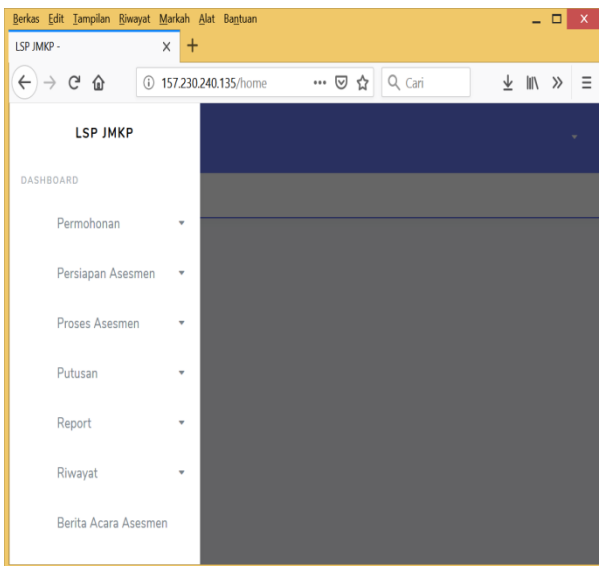 Berkas Edit Tampilan Riwayat Markah Alat Bantuan
LSP JMKP -
157.230.240.135/home
Cari
LSP JMKP
DASHBOARD
Permohonan
Persiapan Asesmen
Proses Asesmen
Putusan
Report
Riwayat
Berita Acara Asesmen